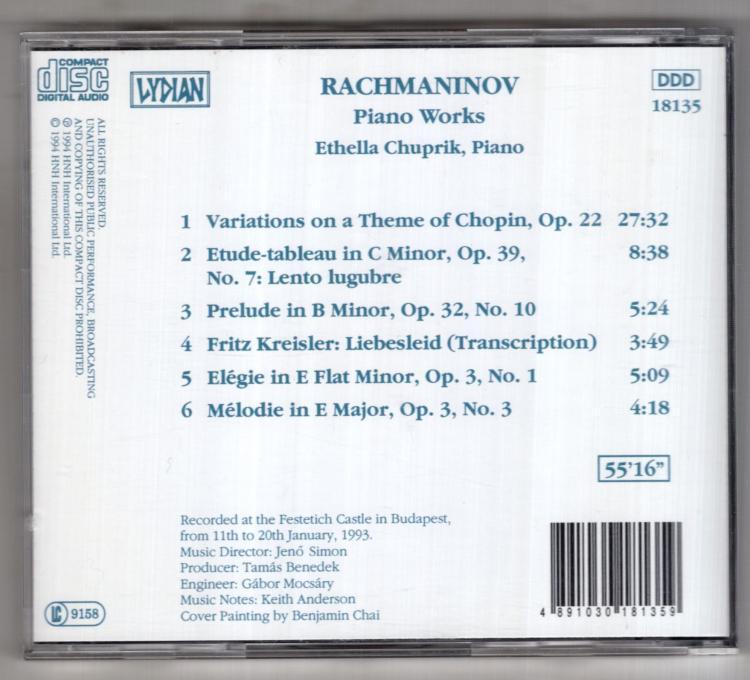 COMPACT
disc
DIGITAL AUDIO
LYDIAN
RACHMANINOV
Piano Works
Ethella Chuprik, Piano
DDD
18135
ALL RIGHTS RESERVED.
UNAUTHORISED PUBLIC PERFORMANCE, BROADCASTING
AND COPYING OF THIS COMPACT DISC PROHIBITED.
℗ 1994 HNH International Ltd.
© 1994 HNH International Ltd.
1 Variations on a Theme of Chopin, Op. 22 27:32
2 Etude-tableau in C Minor, Op. 39, 8:38
No. 7: Lento lugubre
3 Prelude in B Minor, Op. 32, No. 10 5:24
4 Fritz Kreisler: Liebesleid (Transcription) 3:49
5 Elégie in E Flat Minor, Op. 3, No. 1 5:09
6 Mélodie in E Major, Op. 3, No. 3 4:18
55'16"
Recorded at the Festetich Castle in Budapest,
from 11th to 20th January, 1993.
Music Director: Jenő Simon
Producer: Tamás Benedek
Engineer: Gábor Mocsáry
Music Notes: Keith Anderson
Cover Painting by Benjamin Chai
LC 9158
4 891030 181359